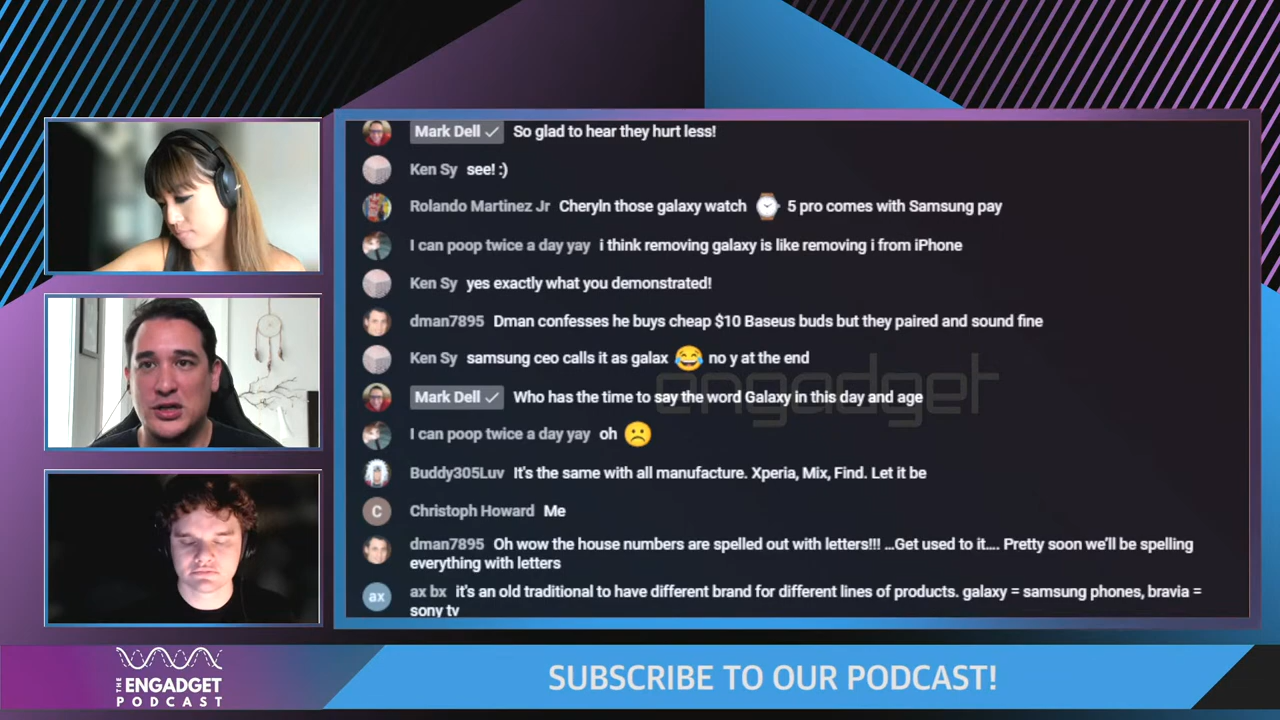 Mark Dell ✓ So glad to hear they hurt less!
Ken Sy see! :)
Rolando Martinez Jr Cheryln those galaxy watch ⌚ 5 pro comes with Samsung pay
I can poop twice a day yay i think removing galaxy is like removing i from iPhone
Ken Sy yes exactly what you demonstrated!
dman7895 Dman confesses he buys cheap $10 Baseus buds but they paired and sound fine
Ken Sy samsung ceo calls it as galax 😂 no y at the end
engadget
Mark Dell ✓ Who has the time to say the word Galaxy in this day and age
I can poop twice a day yay oh ☹️
Buddy305Luv It's the same with all manufacture. Xperia, Mix, Find. Let it be
C Christoph Howard Me
dman7895 Oh wow the house numbers are spelled out with letters!!! ...Get used to it.... Pretty soon we'll be spelling
everything with letters
ax ax bx it's an old traditional to have different brand for different lines of products. galaxy = samsung phones, bravia =
sony tv
THE ENGADGET
PODCAST
SUBSCRIBE TO OUR PODCAST!